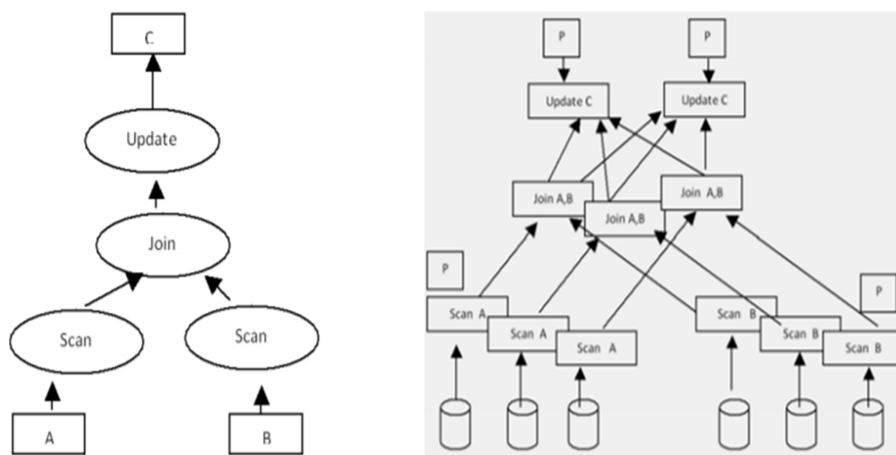 C
Update
Join
Scan
Scan
A
B
P
P
Update C
Update C
Join A,B
Join A,B
Join A,B
P
P
Scan A
Scan A
Scan A
Scan B
Scan B
Scan B